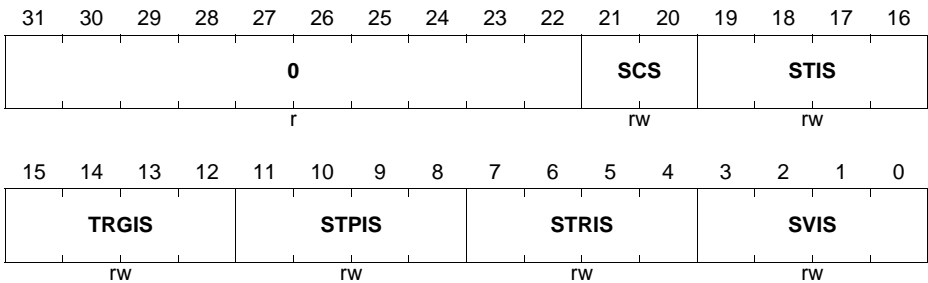 31 30 29 28 27 26 25 24 23 22 21 20 19 18 17 16
0 SCS STIS
r rw rw
15 14 13 12 11 10 9 8 7 6 5 4 3 2 1 0
TRGIS STPIS STRIS SVIS
rw rw rw rw